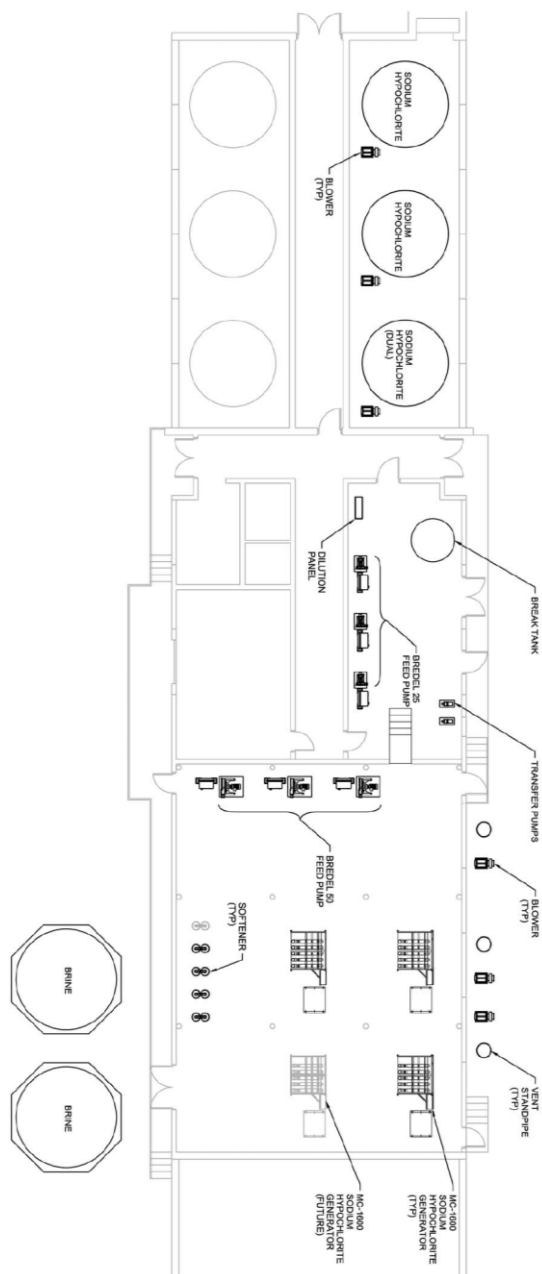 SODIUM
HYPOCHLORITE
SODIUM
HYPOCHLORITE
SODIUM
HYPOCHLORITE
(DUAL)
BLOWER
(TYP)
BREAK TANK
DILUTION
PANEL
BREDEL 25
FEED PUMP
TRANSFER PUMPS
BREDEL 50
FEED PUMP
BLOWER
(TYP)
SOFTENER
(TYP)
VENT
STANDPIPE
(TYP)
BRINE
BRINE
MC-1000
SODIUM
HYPOCHLORITE
GENERATOR
(TYP)
MC-1000
SODIUM
HYPOCHLORITE
GENERATOR
(FUTURE)